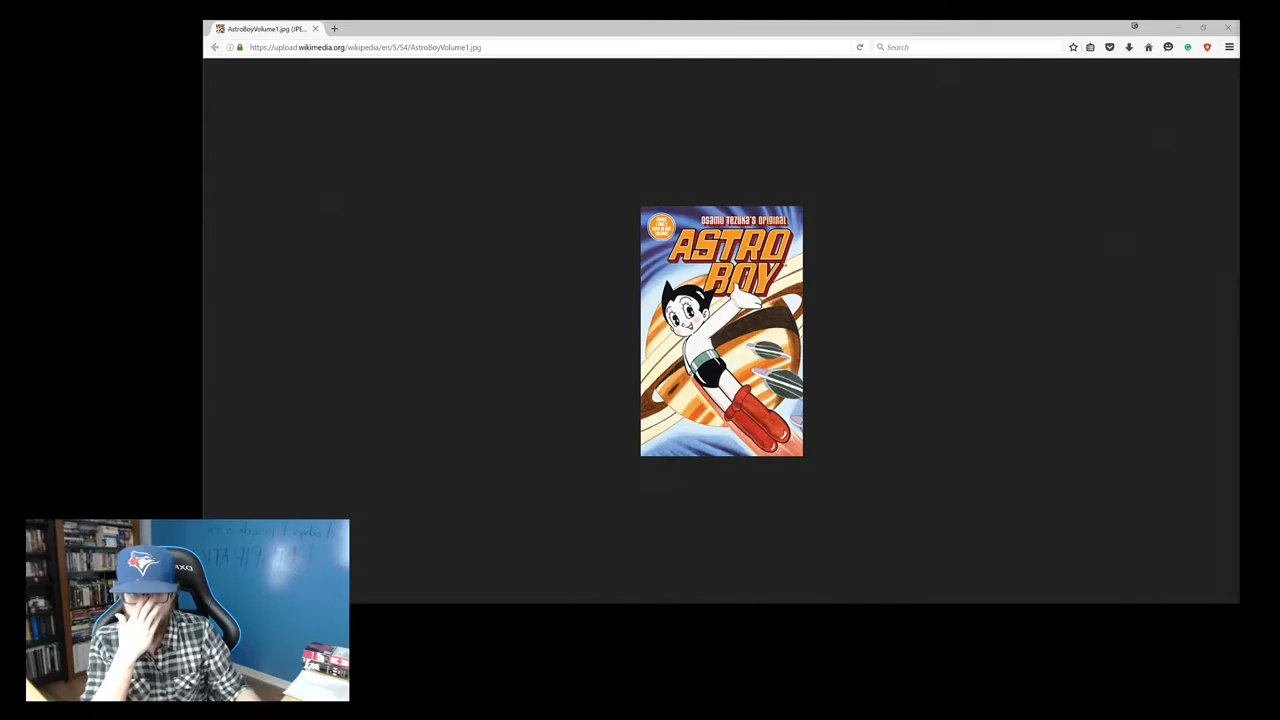 AstroBoyVolume1.jpg (JPE...
https://upload.wikimedia.org/wikipedia/en/5/54/AstroBoyVolume1.jpg
Search
OSAMU TEZUKA'S ORIGINAL
ASTRO
BOY